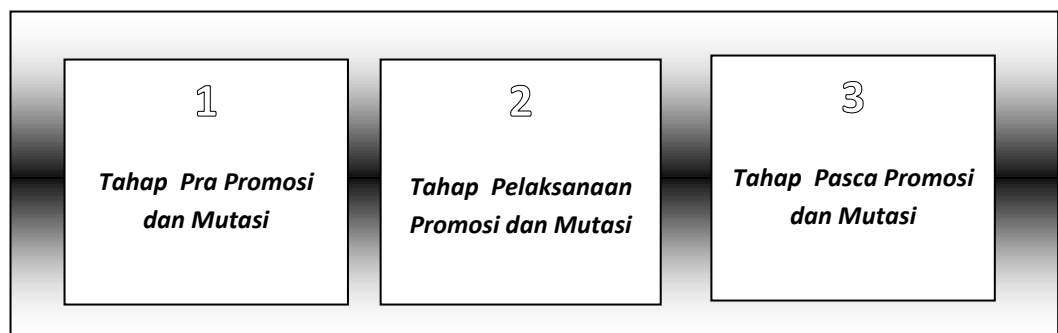 1
Tahap Pra Promosi
dan Mutasi
2
Tahap Pelaksanaan
Promosi dan Mutasi
3
Tahap Pasca Promosi
dan Mutasi